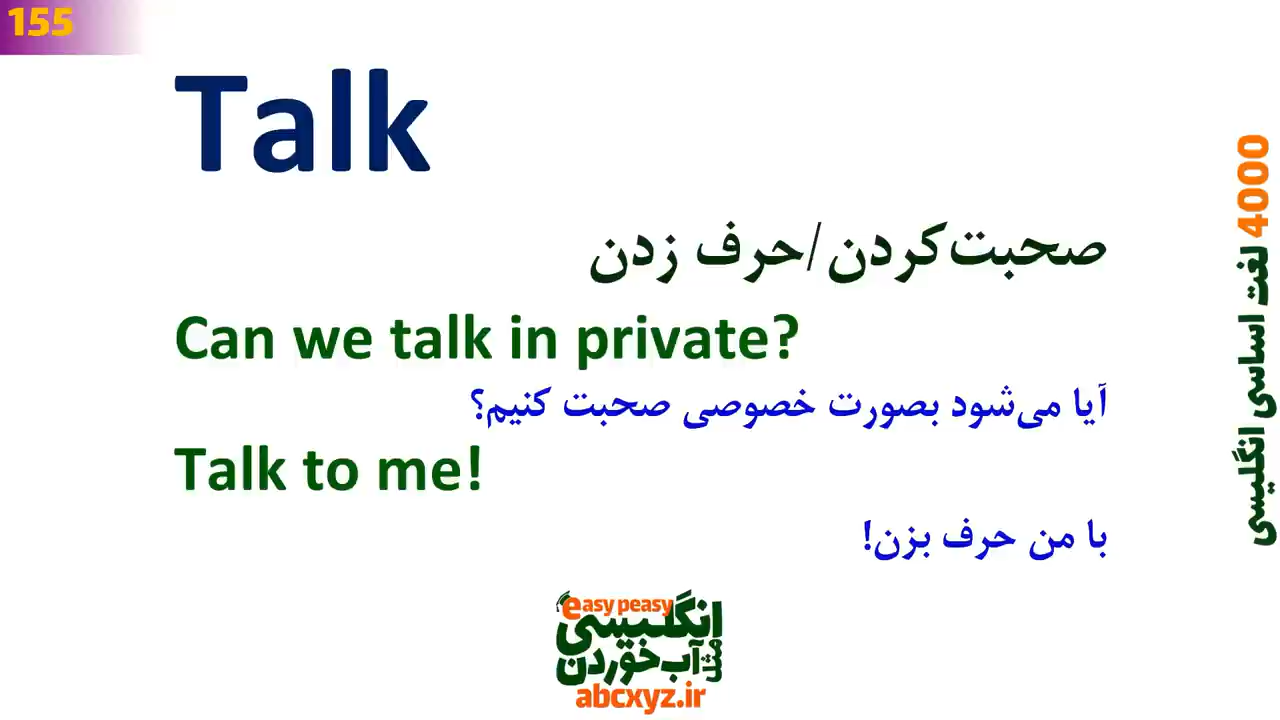 155
Talk
صحبت‌کردن/حرف زدن
Can we talk in private?
آیا می‌شود بصورت خصوصی صحبت کنیم؟
Talk to me!
با من حرف بزن!
4000 لغت اساسی انگلیسی
easy peasy
انگلیسی
مثل آب خوردن
abcxyz.ir